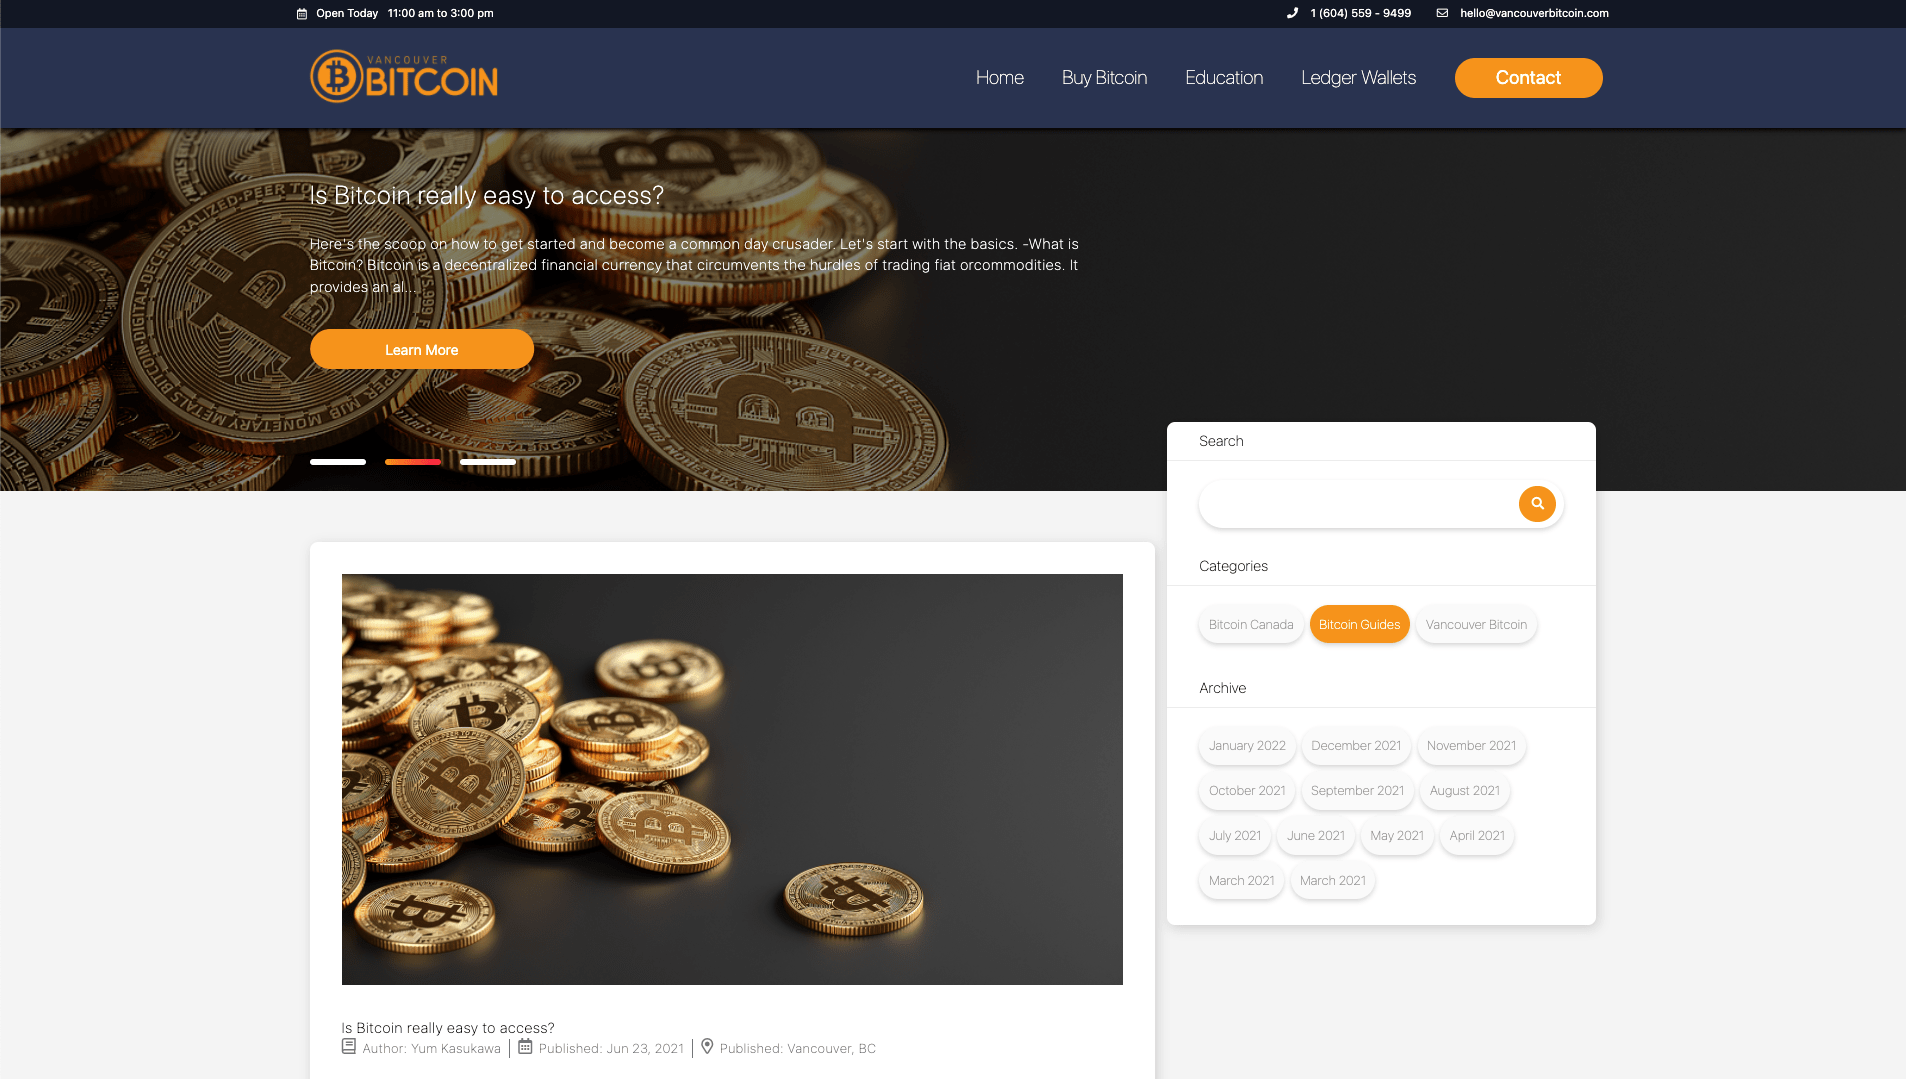 Open Today 11:00 am to 3:00 pm
1 (604) 559 - 9499
hello@vancouverbitcoin.com
VANCOUVER
BITCOIN
Home
Buy Bitcoin
Education
Ledger Wallets
Contact
Is Bitcoin really easy to access?
Here's the scoop on how to get started and become a common day crusader. Let's start with the basics. -What is
Bitcoin? Bitcoin is a decentralized financial currency that circumvents the hurdles of trading fiat orcommodities. It
provides an al...
Learn More
Search
Categories
Bitcoin Canada
Bitcoin Guides
Vancouver Bitcoin
Archive
January 2022
December 2021
November 2021
October 2021
September 2021
August 2021
July 2021
June 2021
May 2021
April 2021
March 2021
March 2021
Is Bitcoin really easy to access?
Author: Yum Kasukawa
Published: Jun 23, 2021
Published: Vancouver, BC